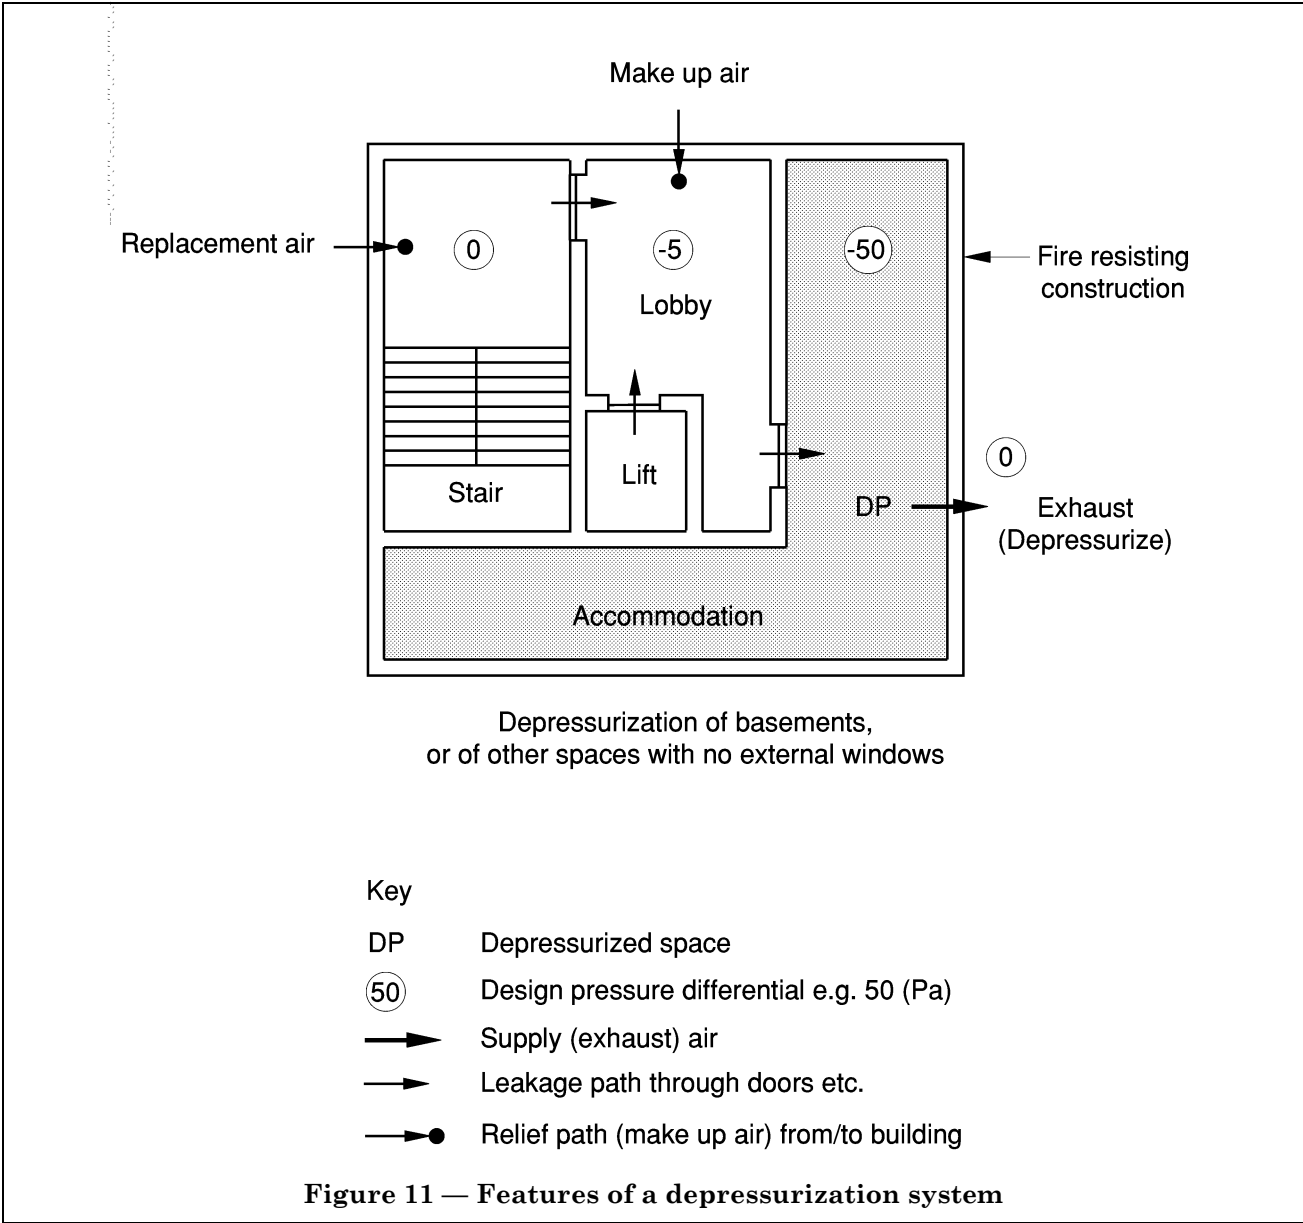 Make up air
Replacement air
0
-5
-50
Lobby
Fire resisting
construction
0
Lift
Stair
DP
Exhaust
(Depressurize)
Accommodation
Depressurization of basements,
or of other spaces with no external windows
Key
DP Depressurized space
50 Design pressure differential e.g. 50 (Pa)
Supply (exhaust) air
Leakage path through doors etc.
Relief path (make up air) from/to building
Figure 11 — Features of a depressurization system